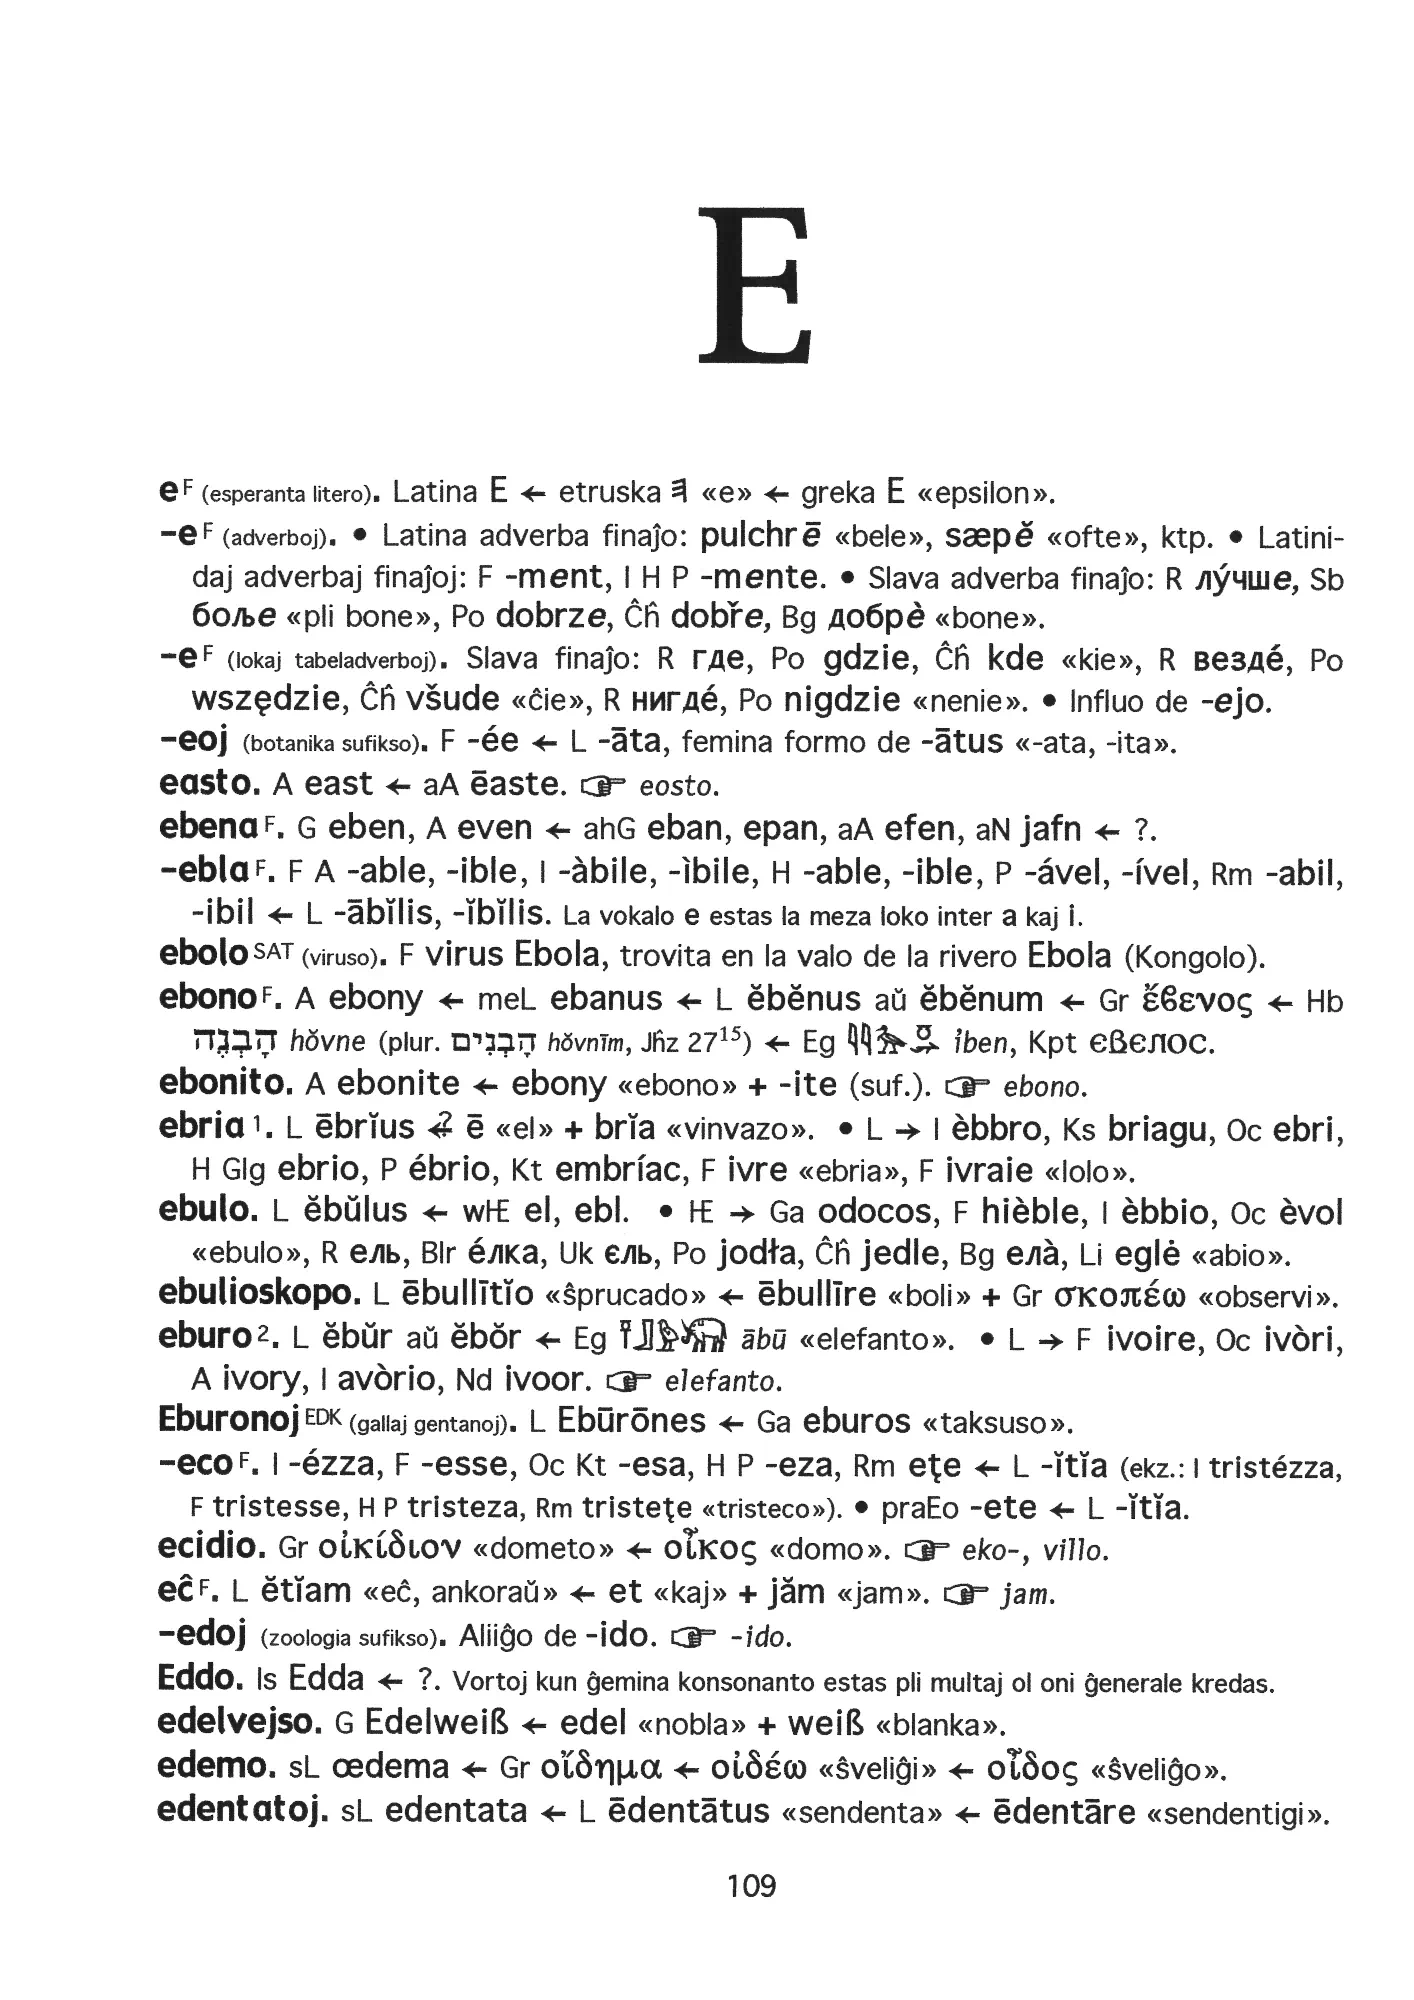 E
e F (esperanta litero). Latina E ← etruska 𐌄 «e» ← greka E «epsilon».
-e F (adverboj). • Latina adverba finaĵo: pulchrē «bele», sæpĕ «ofte», ktp. • Latini-
daj adverbaj finaĵoj: F -ment, I H P -mente. • Slava adverba finaĵo: R лу́чше, Sb
боље «pli bone», Po dobrze, Ĉĥ dobře, Bg добрѐ «bone».
-e F (lokaj tabeladverboj). Slava finaĵo: R где, Po gdzie, Ĉĥ kde «kie», R вездé, Po
wszędzie, Ĉĥ všude «ĉie», R нигдé, Po nigdzie «nenie». • Influo de -ejo.
-eoj (botanika sufikso). F -ée ← L -āta, femina formo de -ātus «-ata, -ita».
easto. A east ← aA ēaste. ☞ eosto.
ebena F. G eben, A even ← ahG eban, epan, aA efen, aN jafn ← ?.
-ebla F. F A -able, -ible, I -àbile, -ìbile, H -able, -ible, P -ável, -ível, Rm -abil,
-ibil ← L -ābĭlis, -ĭbĭlis. La vokalo e estas la meza loko inter a kaj i.
ebolo SAT (viruso). F virus Ebola, trovita en la valo de la rivero Ebola (Kongolo).
ebono F. A ebony ← meL ebanus ← L ĕbĕnus aŭ ĕbĕnum ← Gr ἔϐενος ← Hb
הָבְנֶה hŏvne (plur. הָבְנִים hŏvnīm, Jĥz 27¹⁵) ← Eg iben, Kpt ⲉⲃⲉⲗⲟⲥ.
ebonito. A ebonite ← ebony «ebono» + -ite (suf.). ☞ ebono.
ebria 1. L ēbrĭus ←? ē «el» + brĭa «vinvazo». • L → I èbbro, Ks briagu, Oc ebri,
H Glg ebrio, P ébrio, Kt embríac, F ivre «ebria», F ivraie «lolo».
ebulo. L ĕbŭlus ← wHE el, ebl. • HE → Ga odocos, F hièble, I èbbio, Oc èvol
«ebulo», R ель, Blr éлка, Uk єль, Po jodła, Ĉĥ jedle, Bg елà, Li eglė «abio».
ebulioskopo. L ēbullītĭo «ŝprucado» ← ēbullīre «boli» + Gr σκοπέω «observi».
eburo 2. L ĕbŭr aŭ ĕbŏr ← Eg ābū «elefanto». • L → F ivoire, Oc ivòri,
A ivory, I avòrio, Nd ivoor. ☞ elefanto.
Eburonoj EDK (gallaj gentanoj). L Ebūrōnes ← Ga eburos «taksuso».
-eco F. I -ézza, F -esse, Oc Kt -esa, H P -eza, Rm eţe ← L -ĭtĭa (ekz.: I tristézza,
F tristesse, H P tristeza, Rm tristeţe «tristeco»). • praEo -ete ← L -ĭtĭa.
ecidio. Gr οἰκίδιον «dometo» ← οἶκος «domo». ☞ eko-, villo.
eĉ F. L ĕtĭam «eĉ, ankoraŭ» ← et «kaj» + jăm «jam». ☞ jam.
-edoj (zoologia sufikso). Aliiĝo de -ido. ☞ -ido.
Eddo. Is Edda ← ?. Vortoj kun ĝemina konsonanto estas pli multaj ol oni ĝenerale kredas.
edelvejso. G Edelweiß ← edel «nobla» + weiß «blanka».
edemo. sL œdema ← Gr οἴδημα ← οἰδέω «ŝveliĝi» ← οἶδος «ŝveliĝo».
edentatoj. sL edentata ← L ēdentātus «sendenta» ← ēdentāre «sendentigi».
109